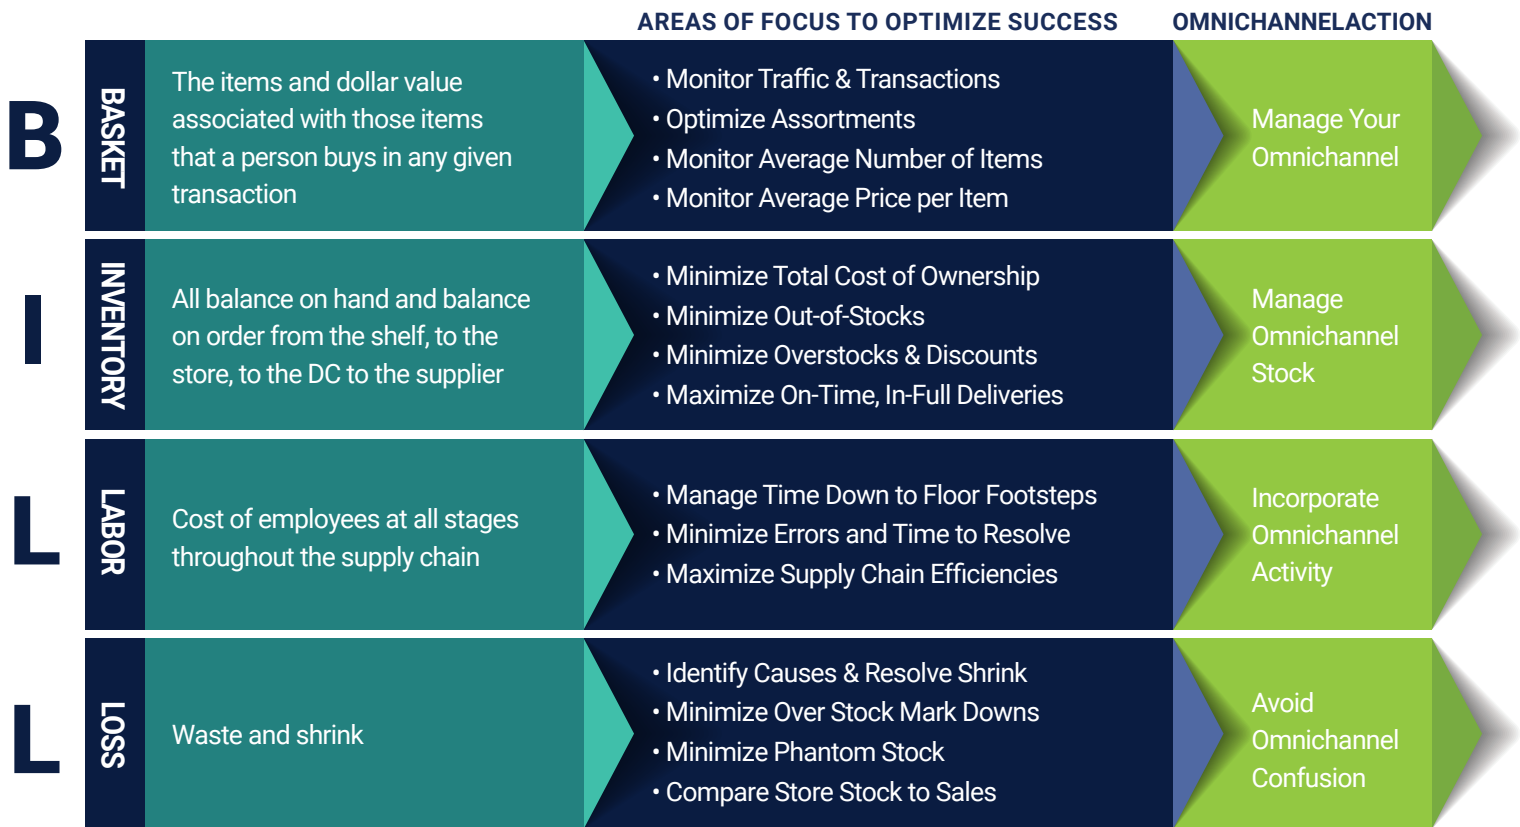 AREAS OF FOCUS TO OPTIMIZE SUCCESS
OMNICHANNELACTION
B
BASKET
The items and dollar value
associated with those items
that a person buys in any given
transaction
• Monitor Traffic & Transactions
• Optimize Assortments
• Monitor Average Number of Items
• Monitor Average Price per Item
Manage Your
Omnichannel
I
INVENTORY
All balance on hand and balance
on order from the shelf, to the
store, to the DC to the supplier
• Minimize Total Cost of Ownership
• Minimize Out-of-Stocks
• Minimize Overstocks & Discounts
• Maximize On-Time, In-Full Deliveries
Manage
Omnichannel
Stock
L
LABOR
Cost of employees at all stages
throughout the supply chain
• Manage Time Down to Floor Footsteps
• Minimize Errors and Time to Resolve
• Maximize Supply Chain Efficiencies
Incorporate
Omnichannel
Activity
L
LOSS
Waste and shrink
• Identify Causes & Resolve Shrink
• Minimize Over Stock Mark Downs
• Minimize Phantom Stock
• Compare Store Stock to Sales
Avoid
Omnichannel
Confusion